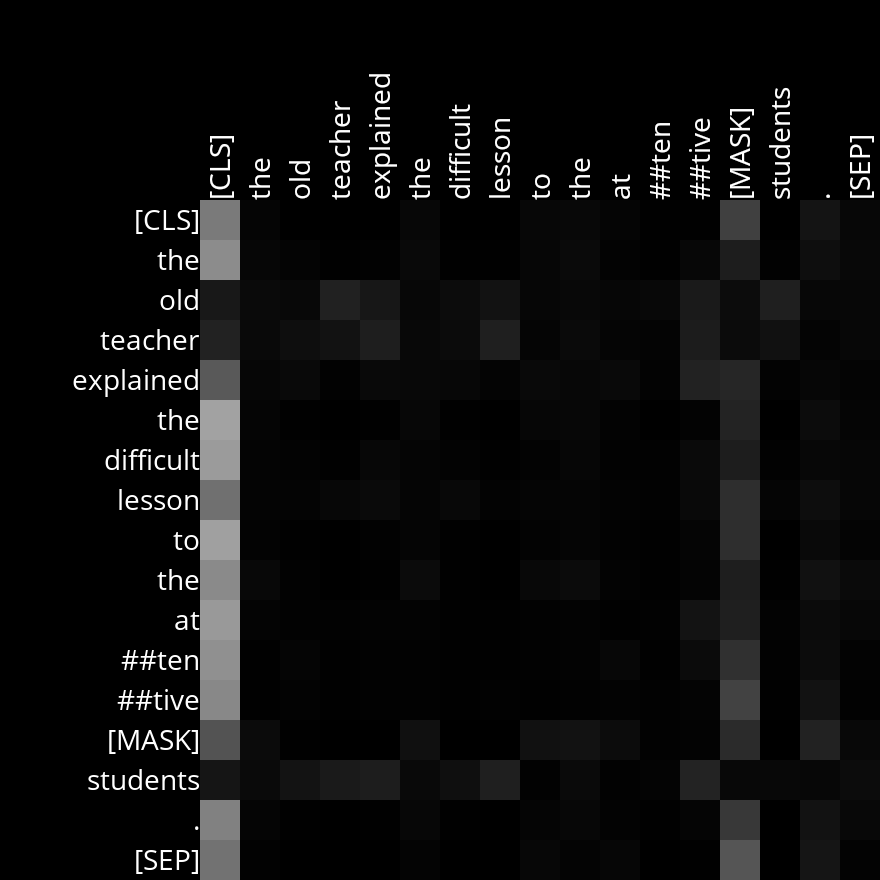 [CLS] the old teacher explained the difficult lesson to the at ##ten ##tive [MASK] students . [SEP]
[CLS]
the
old
teacher
explained
the
difficult
lesson
to
the
at
##ten
##tive
[MASK]
students
.
[SEP]